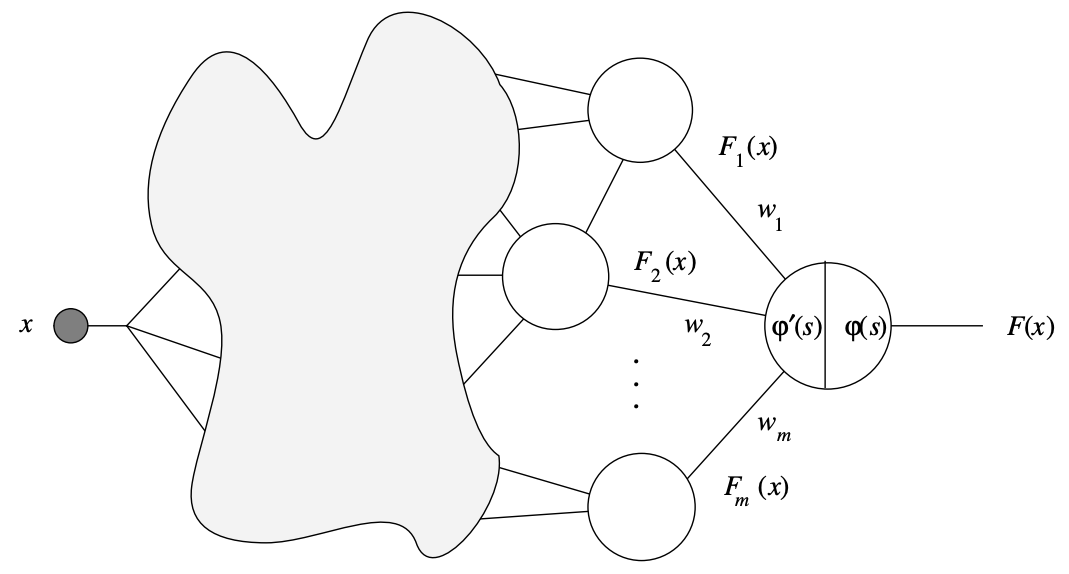 F₁(x)
w₁
F₂(x)
x
w₂
φ′(s) φ(s)
F(x)
wₘ
Fₘ(x)